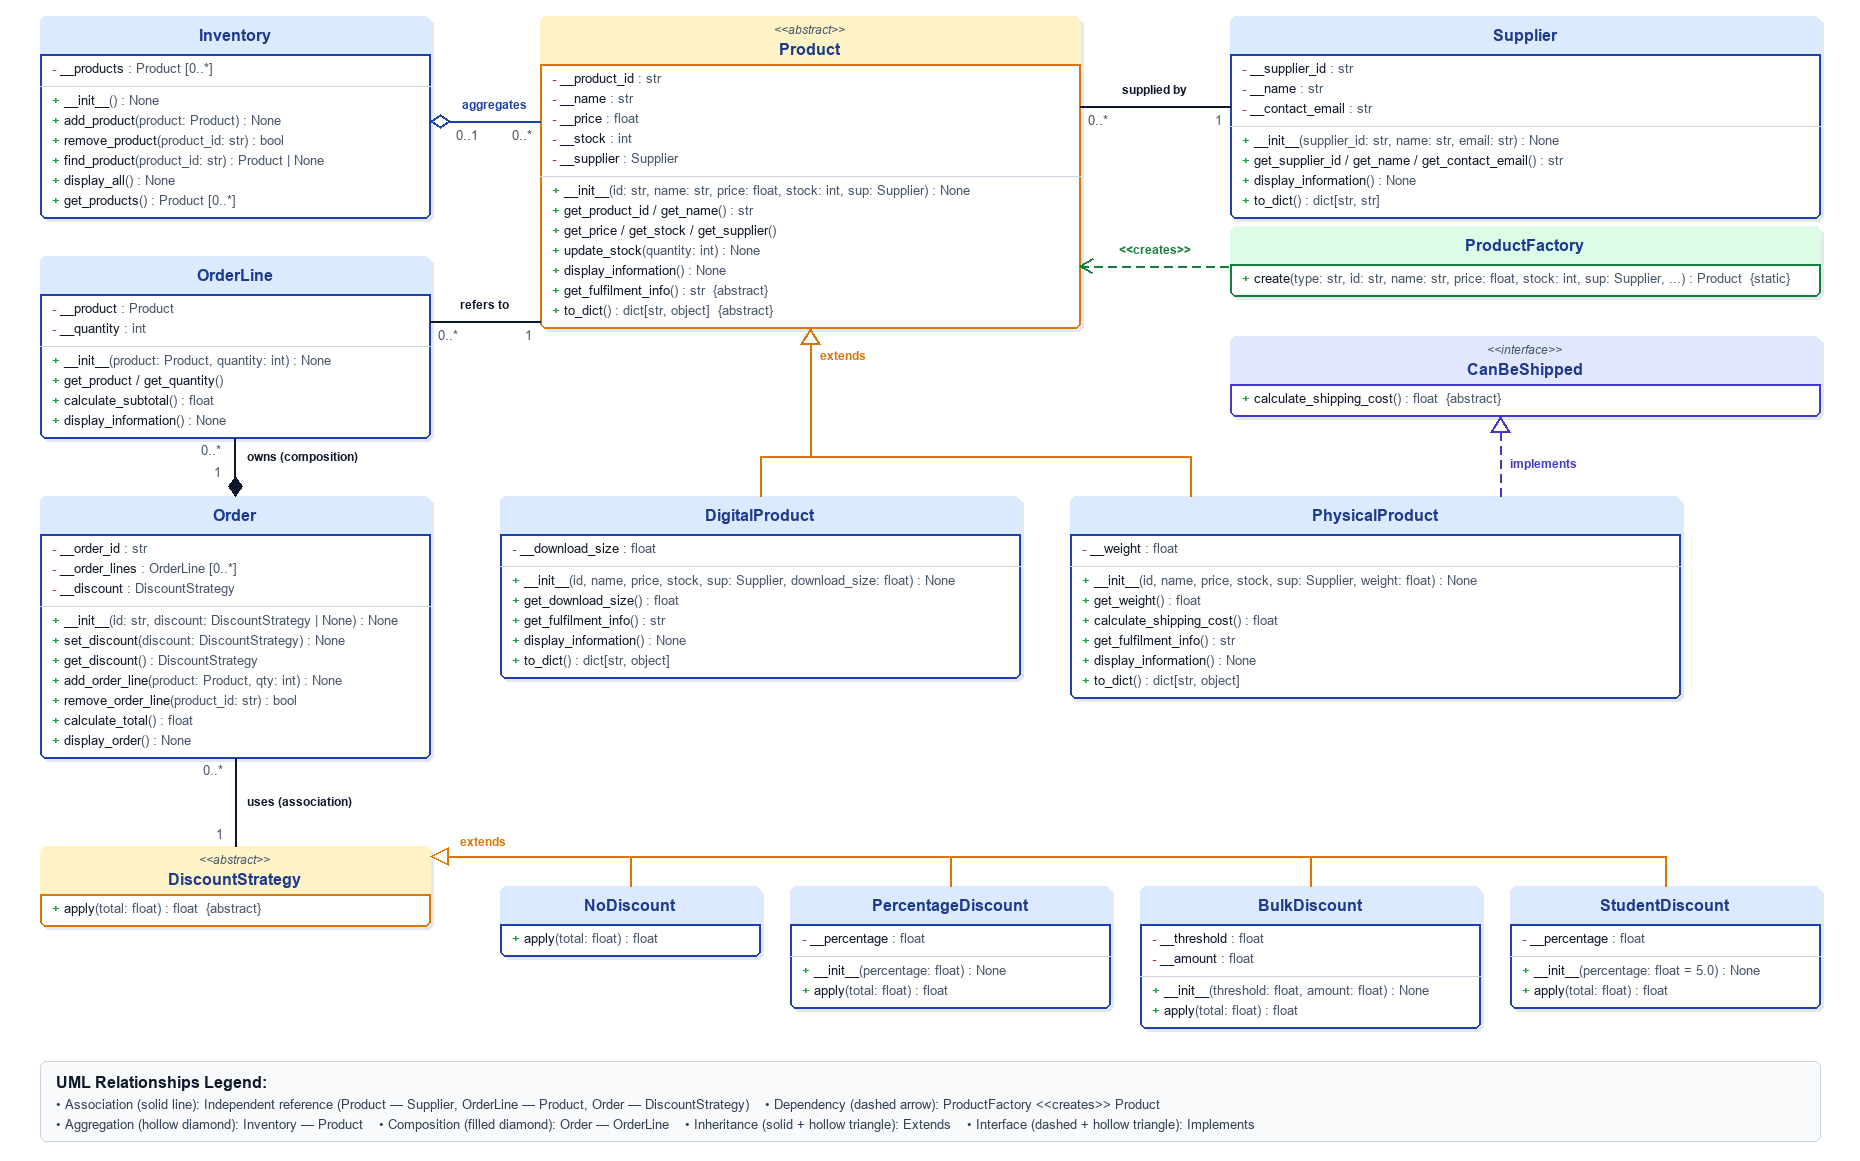 Inventory
- __products : Product [0..*]
+ __init__() : None
+ add_product(product: Product) : None
+ remove_product(product_id: str) : bool
+ find_product(product_id: str) : Product | None
+ display_all() : None
+ get_products() : Product [0..*]
aggregates
0..1
0..*
<<abstract>>
Product
- __product_id : str
- __name : str
- __price : float
- __stock : int
- __supplier : Supplier
+ __init__(id: str, name: str, price: float, stock: int, sup: Supplier) : None
+ get_product_id / get_name() : str
+ get_price / get_stock / get_supplier()
+ update_stock(quantity: int) : None
+ display_information() : None
+ get_fulfilment_info() : str {abstract}
+ to_dict() : dict[str, object] {abstract}
supplied by
0..*
1
Supplier
- __supplier_id : str
- __name : str
- __contact_email : str
+ __init__(supplier_id: str, name: str, email: str) : None
+ get_supplier_id / get_name / get_contact_email() : str
+ display_information() : None
+ to_dict() : dict[str, str]
<<creates>>
ProductFactory
+ create(type: str, id: str, name: str, price: float, stock: int, sup: Supplier, ...) : Product {static}
OrderLine
- __product : Product
- __quantity : int
+ __init__(product: Product, quantity: int) : None
+ get_product / get_quantity()
+ calculate_subtotal() : float
+ display_information() : None
refers to
0..*
1
extends
<<interface>>
CanBeShipped
+ calculate_shipping_cost() : float {abstract}
implements
0..*
owns (composition)
1
Order
- __order_id : str
- __order_lines : OrderLine [0..*]
- __discount : DiscountStrategy
+ __init__(id: str, discount: DiscountStrategy | None) : None
+ set_discount(discount: DiscountStrategy) : None
+ get_discount() : DiscountStrategy
+ add_order_line(product: Product, qty: int) : None
+ remove_order_line(product_id: str) : bool
+ calculate_total() : float
+ display_order() : None
DigitalProduct
- __download_size : float
+ __init__(id, name, price, stock, sup: Supplier, download_size: float) : None
+ get_download_size() : float
+ get_fulfilment_info() : str
+ display_information() : None
+ to_dict() : dict[str, object]
PhysicalProduct
- __weight : float
+ __init__(id, name, price, stock, sup: Supplier, weight: float) : None
+ get_weight() : float
+ calculate_shipping_cost() : float
+ get_fulfilment_info() : str
+ display_information() : None
+ to_dict() : dict[str, object]
0..*
uses (association)
1
<<abstract>>
DiscountStrategy
+ apply(total: float) : float {abstract}
extends
NoDiscount
+ apply(total: float) : float
PercentageDiscount
- __percentage : float
+ __init__(percentage: float) : None
+ apply(total: float) : float
BulkDiscount
- __threshold : float
- __amount : float
+ __init__(threshold: float, amount: float) : None
+ apply(total: float) : float
StudentDiscount
- __percentage : float
+ __init__(percentage: float = 5.0) : None
+ apply(total: float) : float
UML Relationships Legend:
• Association (solid line): Independent reference (Product — Supplier, OrderLine — Product, Order — DiscountStrategy) • Dependency (dashed arrow): ProductFactory <<creates>> Product
• Aggregation (hollow diamond): Inventory — Product • Composition (filled diamond): Order — OrderLine • Inheritance (solid + hollow triangle): Extends • Interface (dashed + hollow triangle): Implements